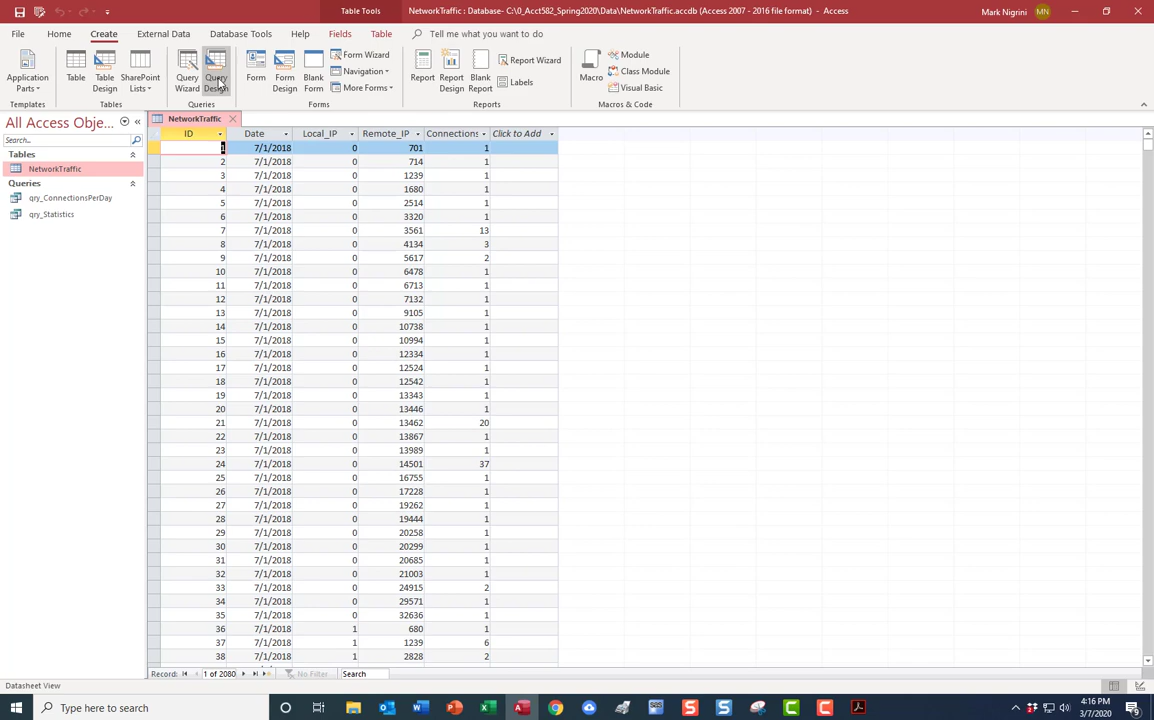 Table Tools
NetworkTraffic : Database- C:\0_Acct582_Spring2020\Data\NetworkTraffic.accdb (Access 2007 - 2016 file format) - Access
Mark Nigrini
MN
File Home Create External Data Database Tools Help Fields Table Tell me what you want to do
Application Parts
Table
Table Design
SharePoint Lists
Query Wizard
Query Design
Form
Form Design
Blank Form
Form Wizard
Navigation
More Forms
Report
Report Design
Blank Report
Report Wizard
Labels
Macro
Module
Class Module
Visual Basic
Templates Tables Queries Forms Reports Macros & Code
All Access Obje...
Search...
Tables
NetworkTraffic
Queries
qry_ConnectionsPerDay
qry_Statistics
NetworkTraffic
ID Date Local_IP Remote_IP Connections Click to Add
1 7/1/2018 0 701 1
2 7/1/2018 0 714 1
3 7/1/2018 0 1239 1
4 7/1/2018 0 1680 1
5 7/1/2018 0 2514 1
6 7/1/2018 0 3320 1
7 7/1/2018 0 3561 13
8 7/1/2018 0 4134 3
9 7/1/2018 0 5617 2
10 7/1/2018 0 6478 1
11 7/1/2018 0 6713 1
12 7/1/2018 0 7132 1
13 7/1/2018 0 9105 1
14 7/1/2018 0 10738 1
15 7/1/2018 0 10994 1
16 7/1/2018 0 12334 1
17 7/1/2018 0 12524 1
18 7/1/2018 0 12542 1
19 7/1/2018 0 13343 1
20 7/1/2018 0 13446 1
21 7/1/2018 0 13462 20
22 7/1/2018 0 13867 1
23 7/1/2018 0 13989 1
24 7/1/2018 0 14501 37
25 7/1/2018 0 16755 1
26 7/1/2018 0 17228 1
27 7/1/2018 0 19262 1
28 7/1/2018 0 19444 1
29 7/1/2018 0 20258 1
30 7/1/2018 0 20299 1
31 7/1/2018 0 20685 1
32 7/1/2018 0 21003 1
33 7/1/2018 0 24915 2
34 7/1/2018 0 29571 1
35 7/1/2018 0 32636 1
36 7/1/2018 1 680 1
37 7/1/2018 1 1239 6
38 7/1/2018 1 2828 2
Record: 1 of 2080 No Filter Search
Datasheet View
Type here to search
4:16 PM
3/7/2020
9